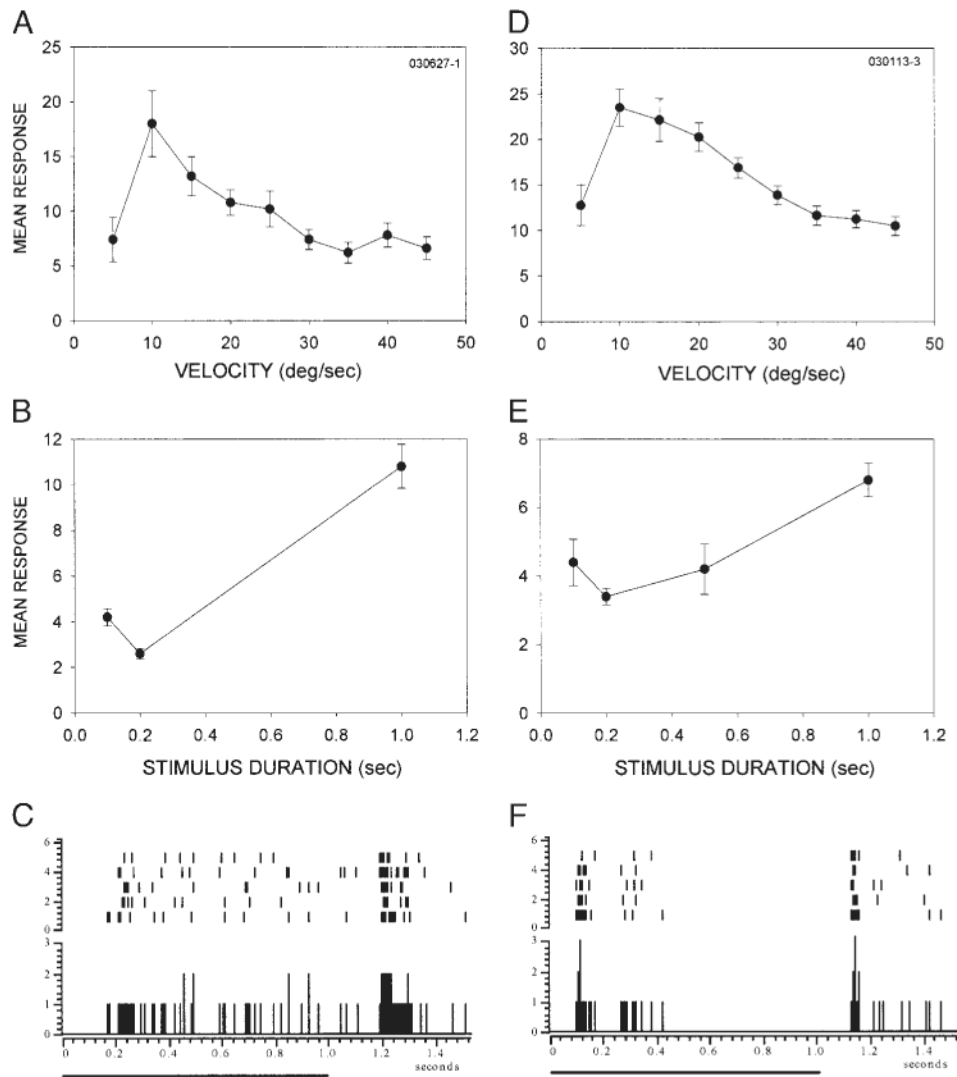 A
030627-1
MEAN RESPONSE
25
20
15
10
5
0
0 10 20 30 40 50
VELOCITY (deg/sec)
D
030113-3
30
25
20
15
10
5
0
0 10 20 30 40 50
VELOCITY (deg/sec)
B
MEAN RESPONSE
12
10
8
6
4
2
0
0.0 0.2 0.4 0.6 0.8 1.0 1.2
STIMULUS DURATION (sec)
E
8
6
4
2
0
0.0 0.2 0.4 0.6 0.8 1.0 1.2
STIMULUS DURATION (sec)
C
6
4
2
0
3
2
1
0
0 0.2 0.4 0.6 0.8 1.0 1.2 1.4
seconds
F
6
4
2
0
3
2
1
0
0 0.2 0.4 0.6 0.8 1.0 1.2 1.4
seconds